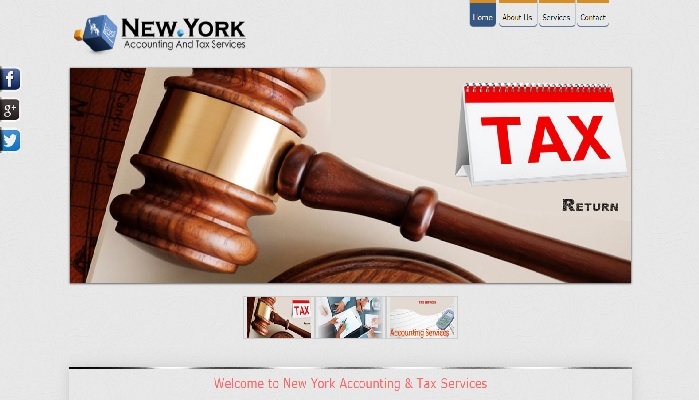 Home About Us Services Contact
New.York
Accounting And Tax Services
TAX
Return
TAX
Accounting Services
Welcome to New York Accounting & Tax Services